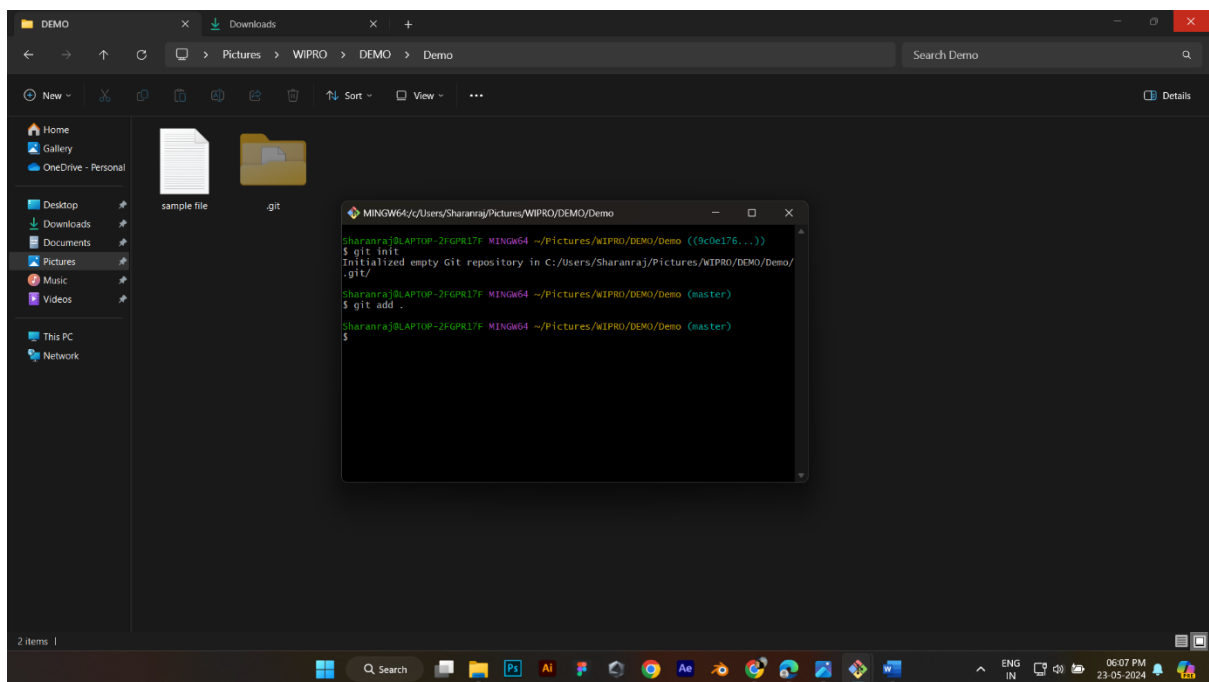 DEMO
Downloads
Pictures > WIPRO > DEMO > Demo
Search Demo
New
Sort
View
Details
Home
Gallery
OneDrive - Personal
Desktop
Downloads
Documents
Pictures
Music
Videos
This PC
Network
sample file
.git
MINGW64:/c/Users/Sharanraj/Pictures/WIPRO/DEMO/Demo
Sharanraj@LAPTOP-2FGPR17F MINGW64 ~/Pictures/WIPRO/DEMO/Demo ((9c0e176...))
$ git init
Initialized empty Git repository in C:/Users/Sharanraj/Pictures/WIPRO/DEMO/Demo/
.git/
Sharanraj@LAPTOP-2FGPR17F MINGW64 ~/Pictures/WIPRO/DEMO/Demo (master)
$ git add .
Sharanraj@LAPTOP-2FGPR17F MINGW64 ~/Pictures/WIPRO/DEMO/Demo (master)
$
2 items
Search
Ps
Ai
Ae
ENG
IN
06:07 PM
23-05-2024